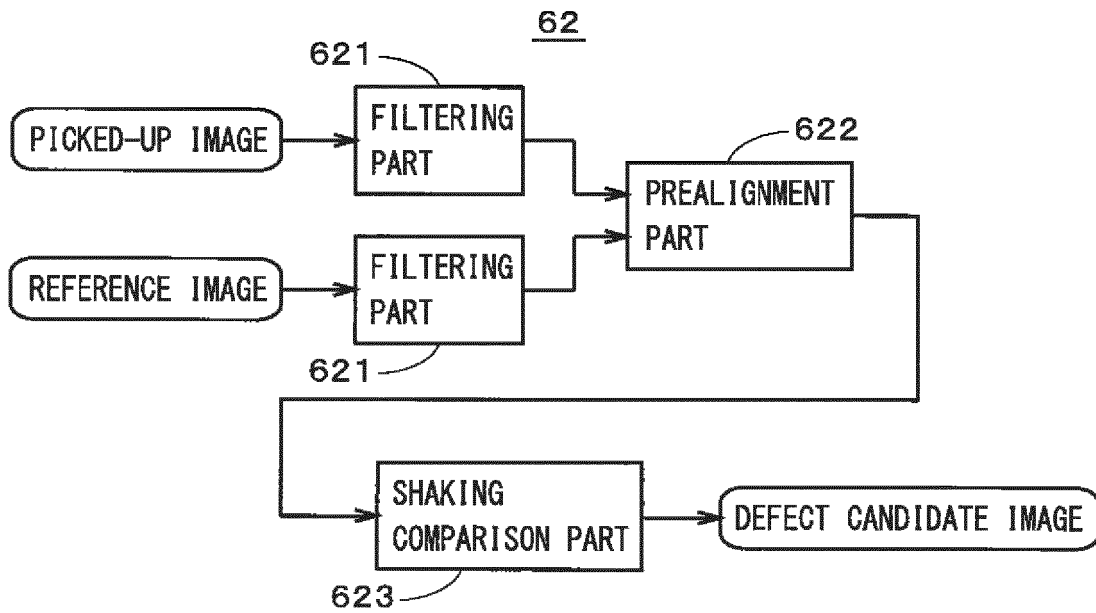 62
621
FILTERING
PART
PICKED-UP IMAGE
622
PREALIGNMENT
PART
FILTERING
PART
REFERENCE IMAGE
621
SHAKING
COMPARISON PART
DEFECT CANDIDATE IMAGE
623